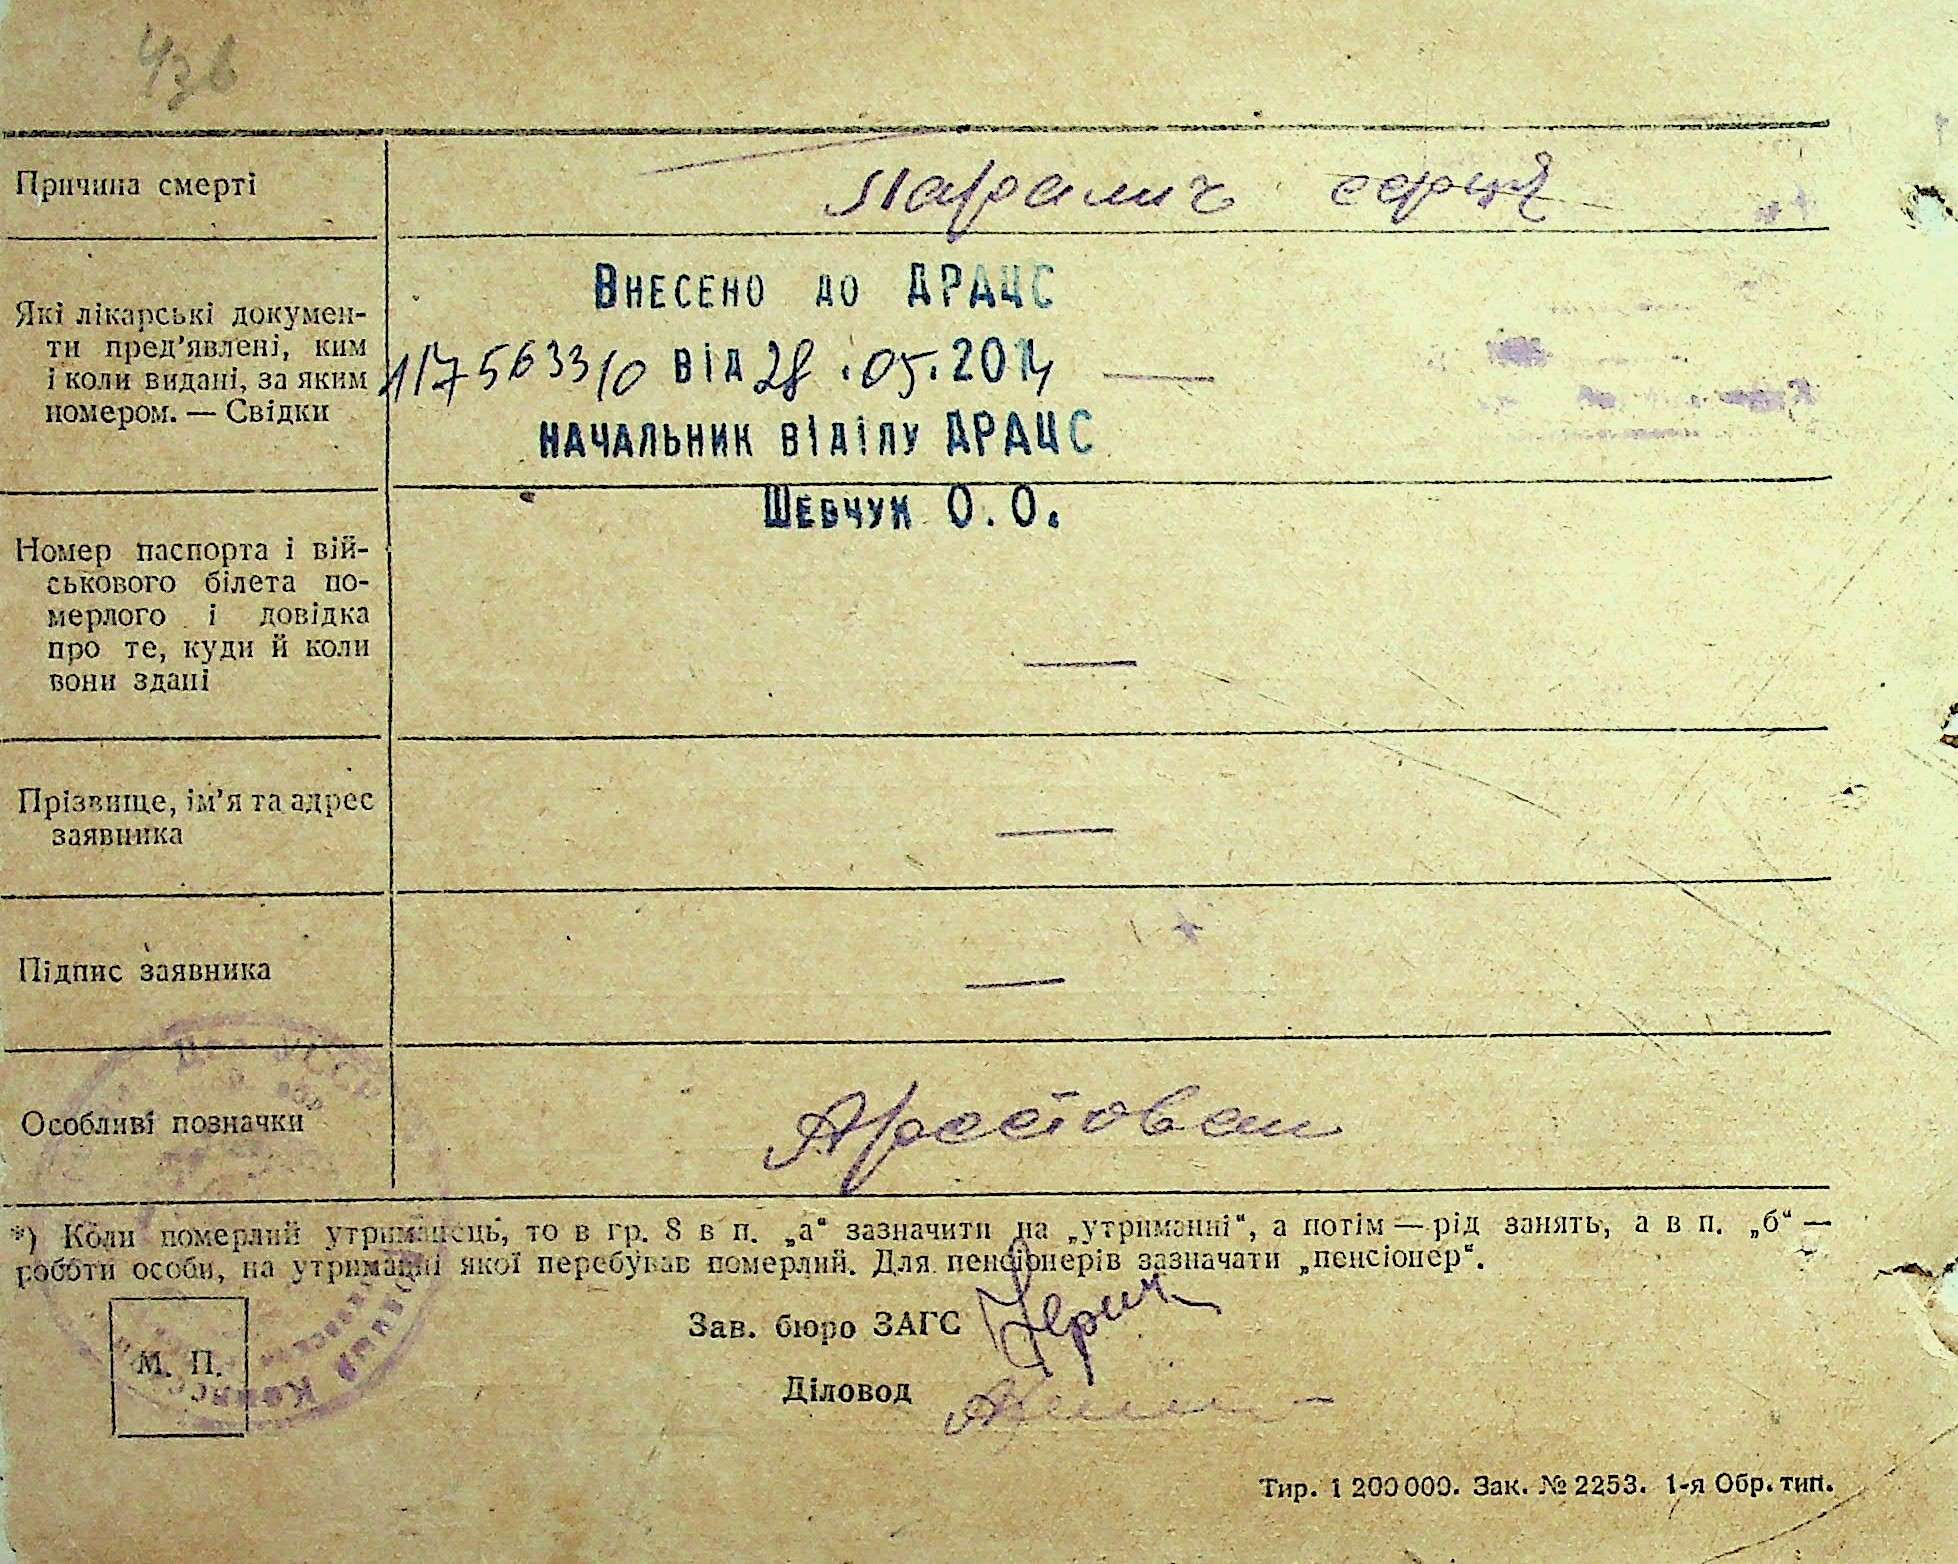 Причина смерті
Паралич серця
Які лікарські докумен-
ти пред’явлені, ким
і коли видані, за яким
номером. — Свідки
Внесено до ДРАЦС
117563310 від 28.05.2014 —
начальник відділу ДРАЦС
Шевчук О.О.
Номер паспорта і вій-
ськового білета по-
мерлого і довідка
про те, куди й коли
вони здані
—
Прізвище, ім’я та адрес
заявника
—
Підпис заявника
—
Особливі позначки
Арестован
*) Коли померлий утриманець, то в гр. 8 в п. „а“ зазначити на „утриманні“, а потім — рід занять, а в п. „б“ —
роботи особи, на утриманні якої перебував померлий. Для пенсіонерів зазначати „пенсіонер“.
Зав. бюро ЗАГС
М. П.
Діловод
Тир. 1 200 000. Зак. № 2253. 1-я Обр. тип.